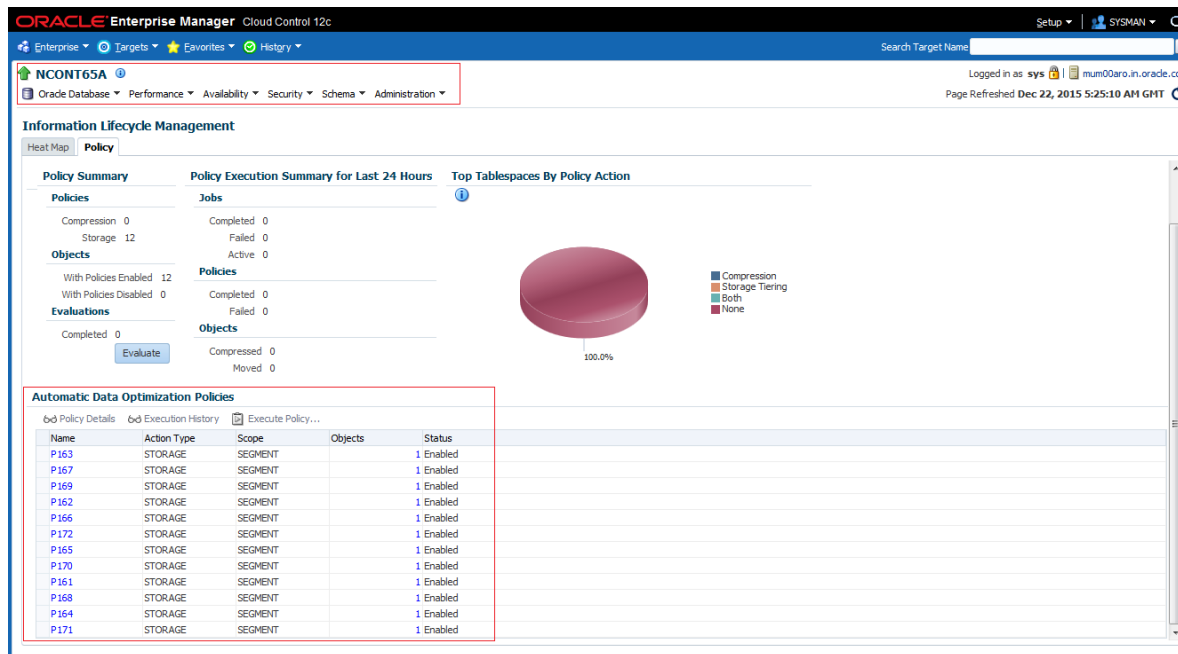 ORACLE Enterprise Manager Cloud Control 12c
Setup SYSMAN
Enterprise Targets Favorites History
Search Target Name
NCONT65A
Logged in as sys mum00aro.in.oracle.co
Oracle Database Performance Availability Security Schema Administration
Page Refreshed Dec 22, 2015 5:25:10 AM GMT
Information Lifecycle Management
Heat Map Policy
Policy Summary
Policies
Compression 0
Storage 12
Objects
With Policies Enabled 12
With Policies Disabled 0
Evaluations
Completed 0
Evaluate
Policy Execution Summary for Last 24 Hours
Jobs
Completed 0
Failed 0
Active 0
Policies
Completed 0
Failed 0
Objects
Compressed 0
Moved 0
Top Tablespaces By Policy Action
100.0%
Compression
Storage Tiering
Both
None
Automatic Data Optimization Policies
Policy Details Execution History Execute Policy...
Name Action Type Scope Objects Status
P163 STORAGE SEGMENT 1 Enabled
P167 STORAGE SEGMENT 1 Enabled
P169 STORAGE SEGMENT 1 Enabled
P162 STORAGE SEGMENT 1 Enabled
P166 STORAGE SEGMENT 1 Enabled
P172 STORAGE SEGMENT 1 Enabled
P165 STORAGE SEGMENT 1 Enabled
P170 STORAGE SEGMENT 1 Enabled
P161 STORAGE SEGMENT 1 Enabled
P168 STORAGE SEGMENT 1 Enabled
P164 STORAGE SEGMENT 1 Enabled
P171 STORAGE SEGMENT 1 Enabled